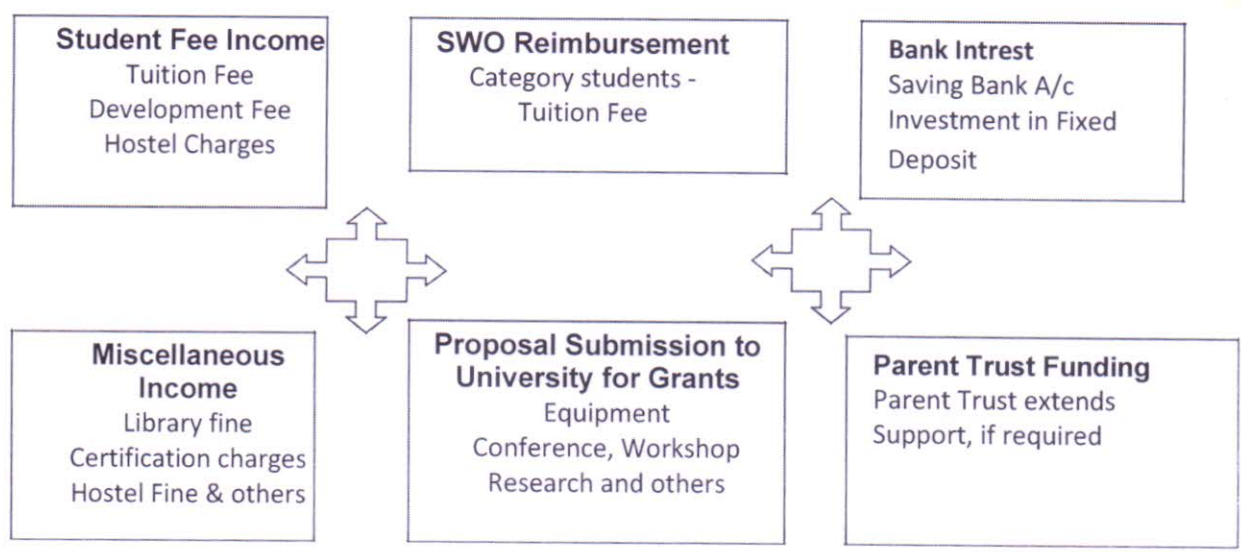 Student Fee Income
Tuition Fee
Development Fee
Hostel Charges
SWO Reimbursement
Category students -
Tuition Fee
Bank Intrest
Saving Bank A/c
Investment in Fixed
Deposit
Miscellaneous
Income
Library fine
Certification charges
Hostel Fine & others
Proposal Submission to
University for Grants
Equipment
Conference, Workshop
Research and others
Parent Trust Funding
Parent Trust extends
Support, if required